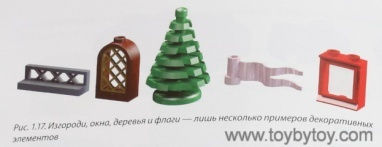 Рис. 1.17. Изгороди, окна, деревья и флаги — лишь несколько примеров декоративных
элементов
www.toybytoy.com